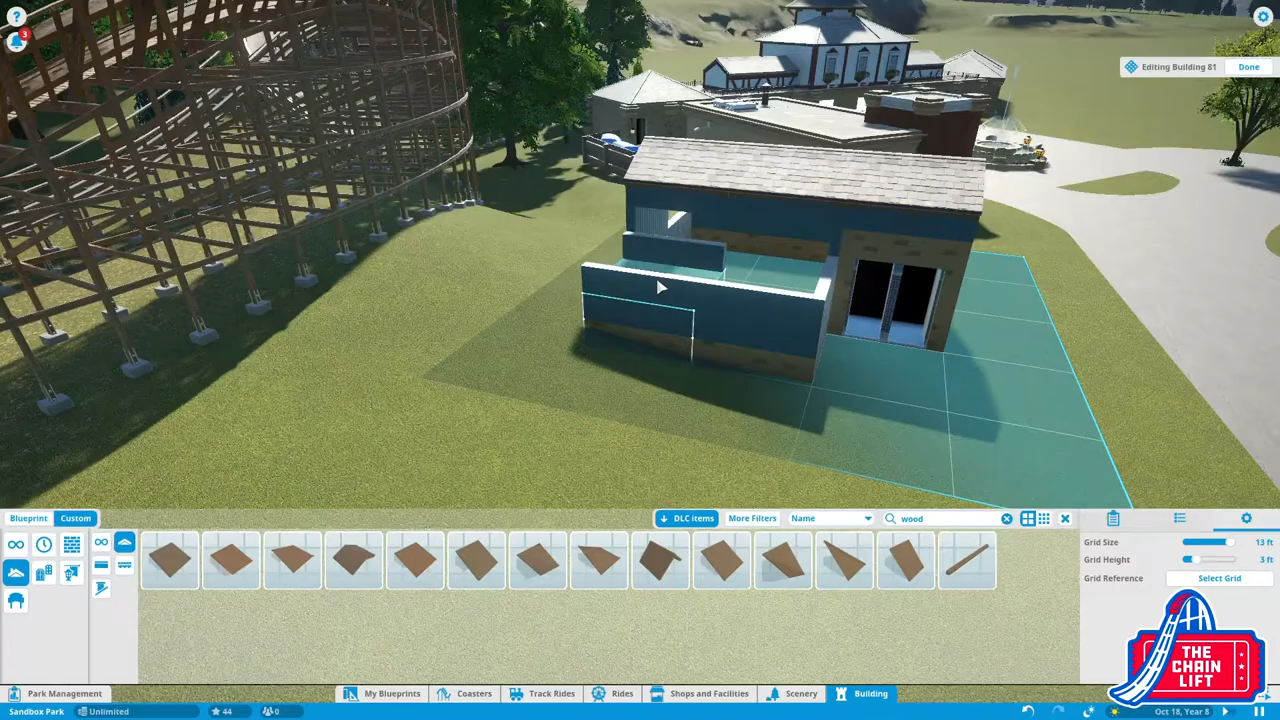 ?
3
Editing Building 81
Done
Blueprint
Custom
DLC items
More Filters
Name
wood
Grid Size
13 ft
Grid Height
3 ft
Grid Reference
Select Grid
THE
CHAIN
LIFT
Park Management
My Blueprints
Coasters
Track Rides
Rides
Shops and Facilities
Scenery
Building
Sandbox Park
Unlimited
44
0
Oct 18, Year 8